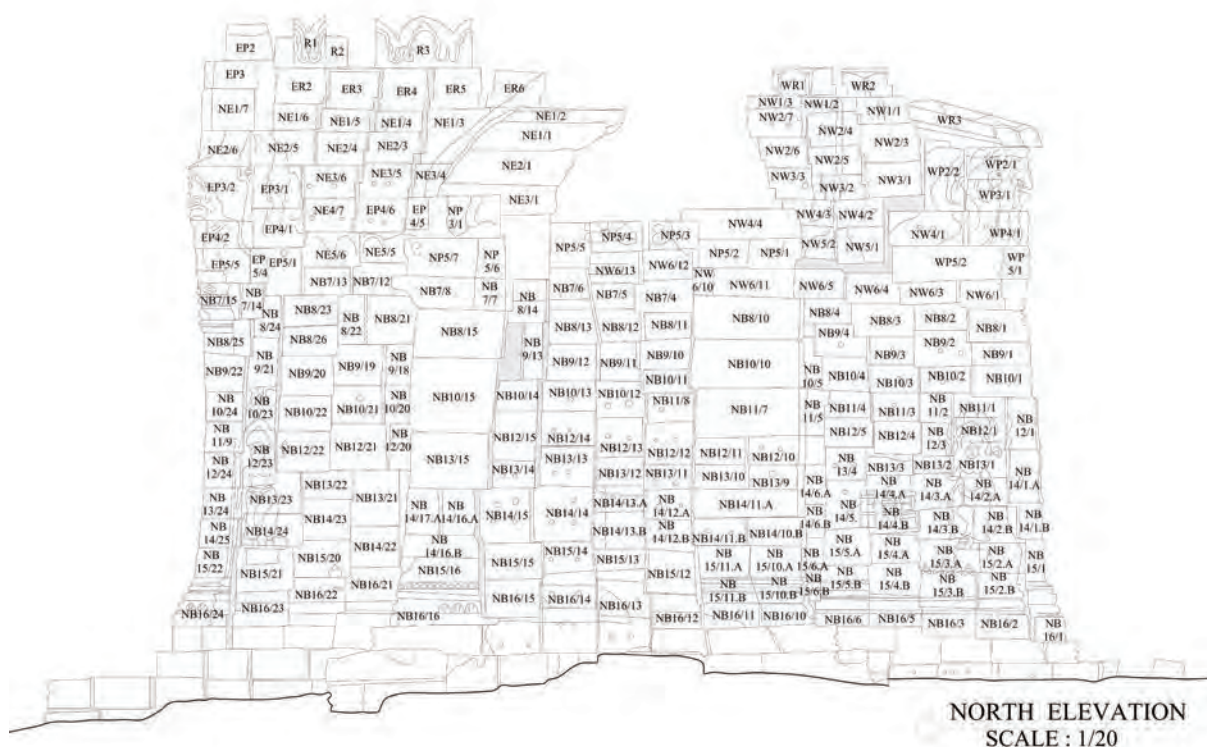 EP2 R1 R2 R3
EP3 ER2 ER3 ER4 ER5 ER6 WR1 WR2
NE1/7 NE1/6 NE1/5 NE1/4 NE1/3 NE1/2 NW1/3 NW1/2 NW1/1
NE1/1 NW2/7 NW2/4 WR3
NE2/6 NE2/5 NE2/4 NE2/3 NW2/6 NW2/5 NW2/3
EP3/2 EP3/1 NE3/6 NE3/5 NE3/4 NE2/1 NW3/3 NW3/2 NW3/1 WP2/2 WP2/1
NE4/7 EP4/6 EP 4/5 NP 3/1 NE3/1 WP3/1
EP4/2 EP4/1 NP5/5 NP5/4 NP5/3 NW4/4 NW4/3 NW4/2 NW4/1 WP4/1
EP5/5 EP 5/4 EP5/1 NE5/6 NE5/5 NP5/7 NP 5/6 NP5/2 NP5/1 NW5/2 NW5/1 WP5/2 WP 5/1
NB7/13 NB7/12 NW6/13 NW6/12
NB7/15 NB 7/14 NB7/8 NB 7/7 NB7/6 NB7/5 NB7/4 NW 6/10 NW6/11 NW6/5 NW6/4 NW6/3 NW6/1
NB 8/24 NB8/23 NB 8/22 NB8/21 NB8/15 NB 8/14 NB8/13 NB8/12 NB8/11 NB8/10 NB8/4 NB8/3 NB8/2 NB8/1
NB8/25 NB8/26 NB9/4
NB9/22 NB 9/21 NB9/20 NB9/19 NB 9/18 NB 9/13 NB9/12 NB9/11 NB9/10 NB9/3 NB9/2 NB9/1
NB 10/24 NB 10/23 NB10/22 NB10/21 NB 10/20 NB10/15 NB10/14 NB10/13 NB10/12 NB10/11 NB10/10 NB 10/5 NB10/4 NB10/3 NB10/2 NB10/1
NB 11/9 NB11/8 NB11/7 NB 11/5 NB11/4 NB11/3 NB 11/2 NB11/1
NB 12/24 NB 12/23 NB12/22 NB12/21 NB 12/20 NB12/15 NB12/14 NB12/13 NB12/12 NB12/11 NB12/10 NB12/5 NB12/4 NB 12/3 NB12/1 NB 12/1
NB 13/24 NB13/23 NB13/22 NB13/21 NB13/15 NB13/14 NB13/13 NB13/12 NB13/11 NB13/10 NB13/9 NB 13/4 NB13/3 NB13/2 NB13/1
NB 14/17.A NB 14/16.A NB14/15 NB14/14 NB14/13.A NB 14/12.A NB14/11.A NB 14/6.A NB 14/5. NB 14/4.A NB 14/3.A NB 14/2.A NB 14/1.A
NB 14/25 NB14/24 NB14/23 NB14/22 NB 14/16.B NB14/13.B NB 14/12.B NB14/11.B NB14/10.B NB 14/6.B NB 14/4.B NB 14/3.B NB 14/2.B NB 14/1.B
NB 15/22 NB15/21 NB15/20 NB15/16 NB15/15 NB15/14 NB15/13 NB15/12 NB 15/11.A NB 15/10.A NB 15/6.A NB 15/5.A NB 15/4.A NB 15/3.A NB 15/2.A NB 15/1
NB 15/11.B NB 15/10.B NB 15/6.B NB 15/5.B NB 15/4.B NB 15/3.B NB 15/2.B
NB16/24 NB16/23 NB16/22 NB16/21 NB16/16 NB16/15 NB16/14 NB16/13 NB16/12 NB16/11 NB16/10 NB16/6 NB16/5 NB16/3 NB16/2 NB 16/1
NORTH ELEVATION
SCALE : 1/20